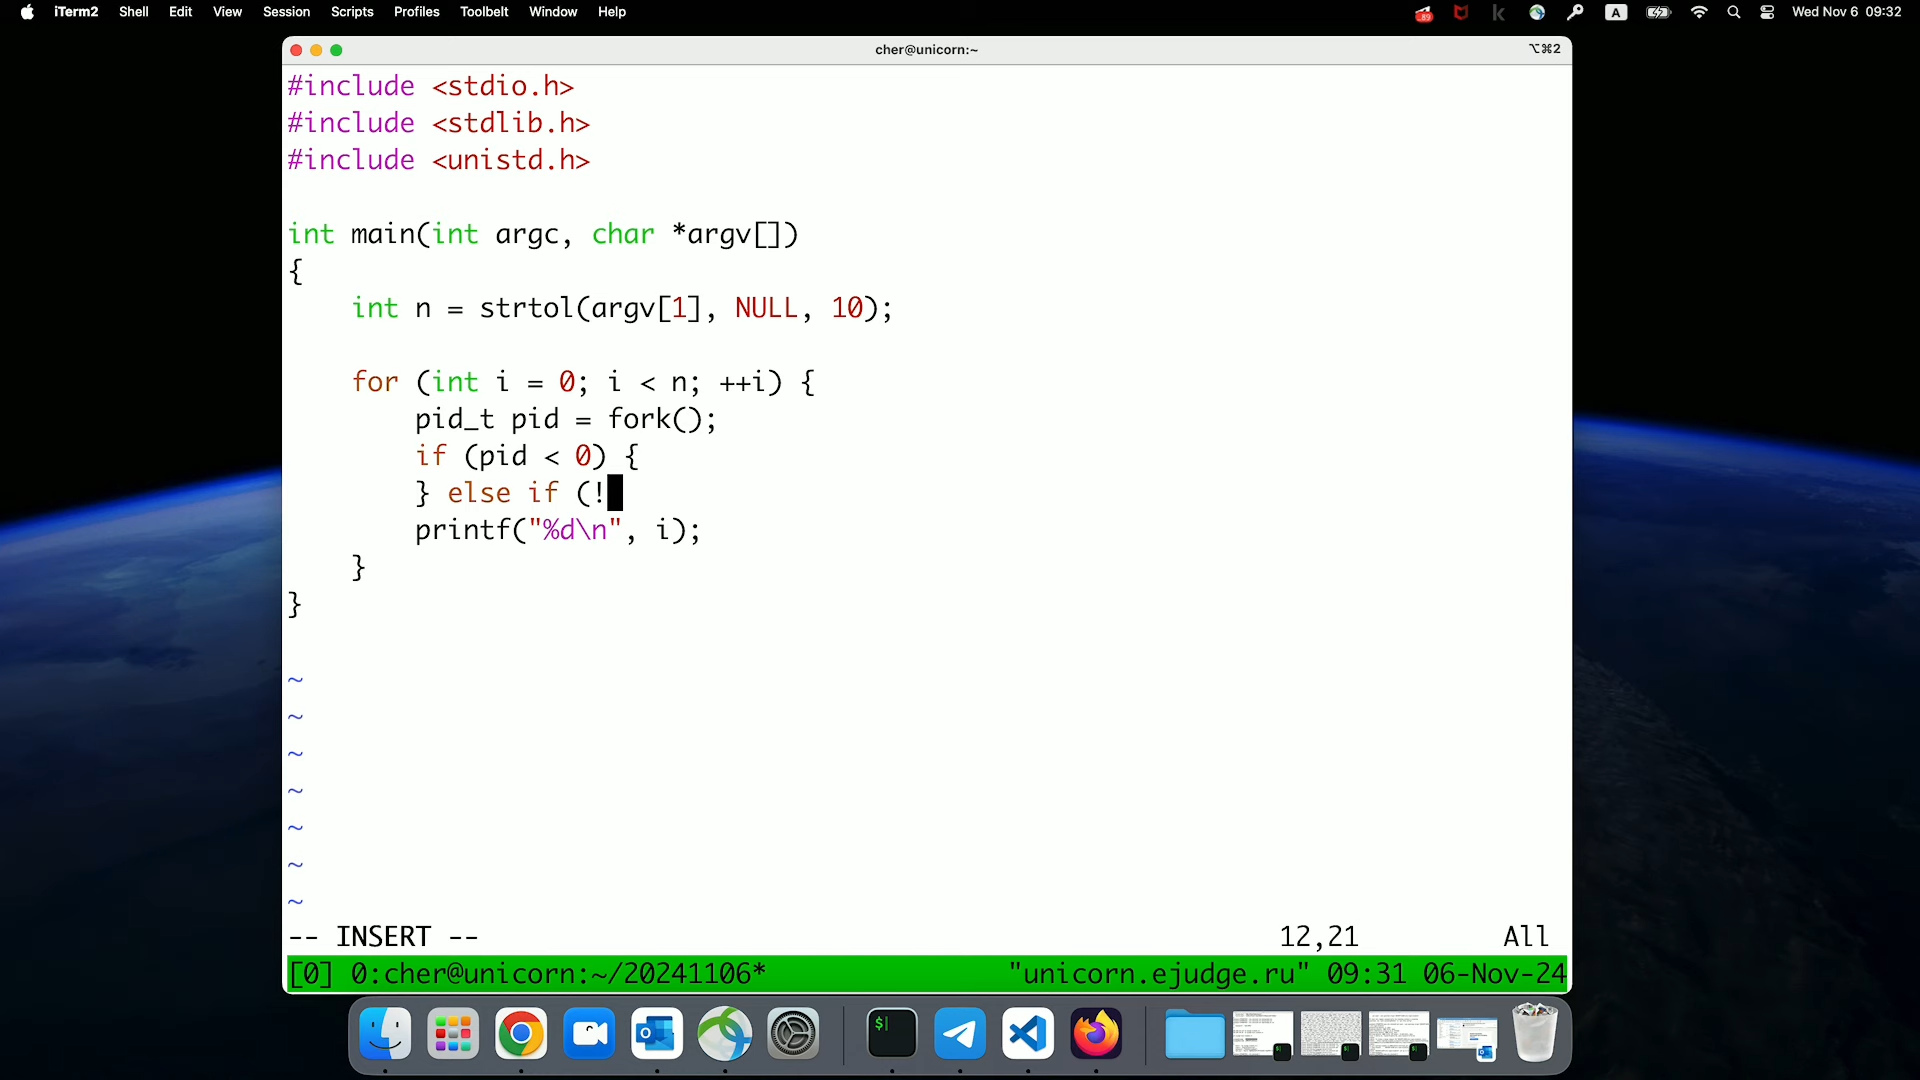 iTerm2 Shell Edit View Session Scripts Profiles Toolbelt Window Help A Wed Nov 6 09:32
cher@unicorn:~ ⌥⌘2
#include <stdio.h>
#include <stdlib.h>
#include <unistd.h>
int main(int argc, char *argv[])
{
    int n = strtol(argv[1], NULL, 10);
    for (int i = 0; i < n; ++i) {
        pid_t pid = fork();
        if (pid < 0) {
        } else if (!
        printf("%d\n", i);
    }
}
~
~
~
~
~
~
~
-- INSERT -- 12,21 All
[0] 0:cher@unicorn:~/20241106* "unicorn.ejudge.ru" 09:31 06-Nov-24
$